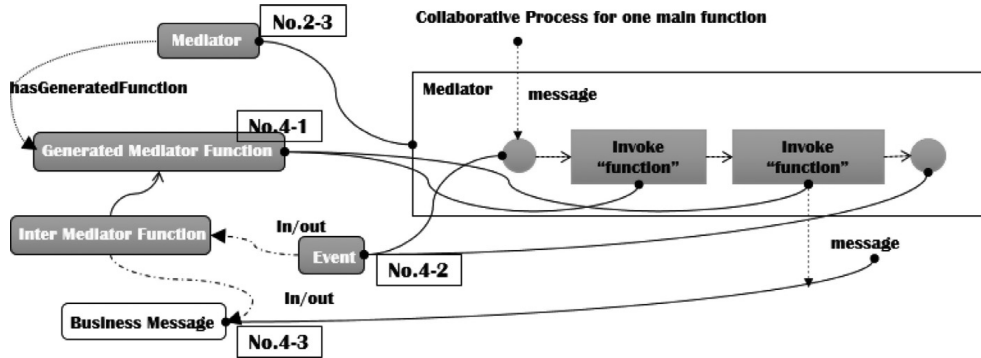 No.2-3
Collaborative Process for one main function
Mediator
hasGeneratedFunction
Mediator
message
No.4-1
Generated Mediator Function
Invoke
“function”
Invoke
“function”
Inter Mediator Function
In/out
Event
message
No.4-2
In/out
Business Message
No.4-3